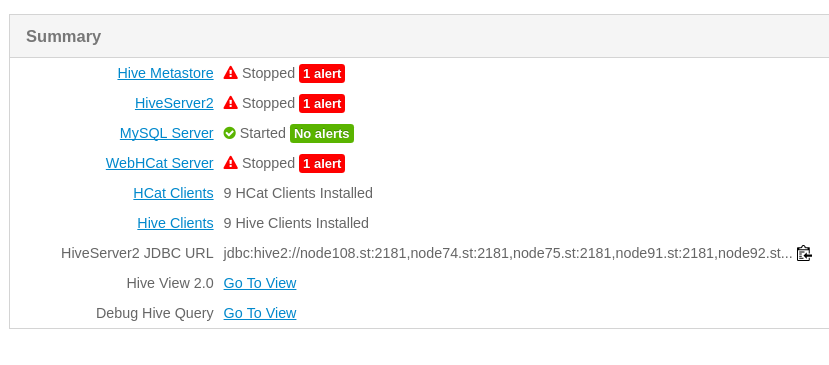 Summary
Hive Metastore Stopped 1 alert
HiveServer2 Stopped 1 alert
MySQL Server Started No alerts
WebHCat Server Stopped 1 alert
HCat Clients 9 HCat Clients Installed
Hive Clients 9 Hive Clients Installed
HiveServer2 JDBC URL jdbc:hive2://node108.st:2181,node74.st:2181,node75.st:2181,node91.st:2181,node92.st...
Hive View 2.0 Go To View
Debug Hive Query Go To View